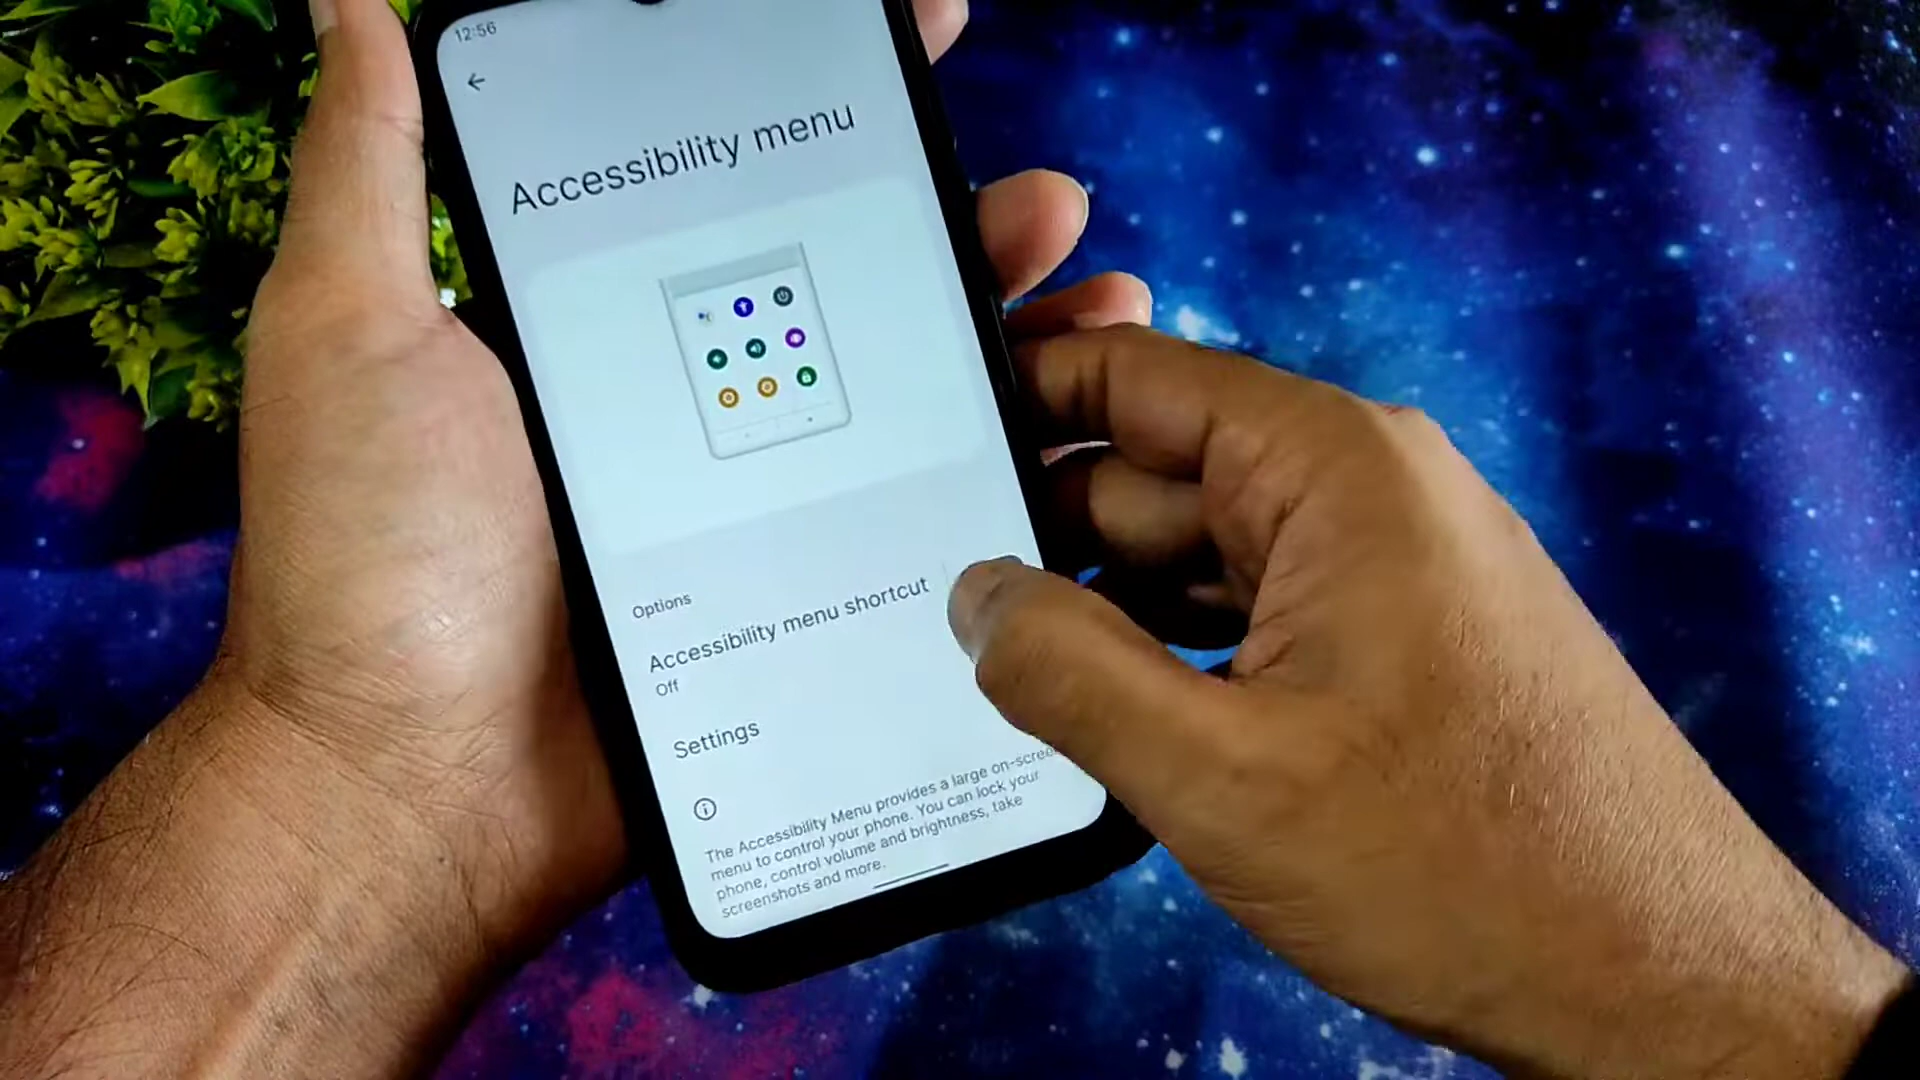 12:56
Accessibility menu
Options
Accessibility menu shortcut
Off
Settings
The Accessibility Menu provides a large on-screen
menu to control your phone. You can lock your
phone, control volume and brightness, take
screenshots and more.